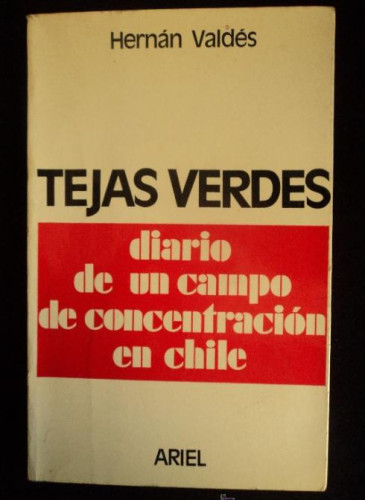 Hernán Valdés
TEJAS VERDES
diario
de un campo
de concentración
en chile
ARIEL